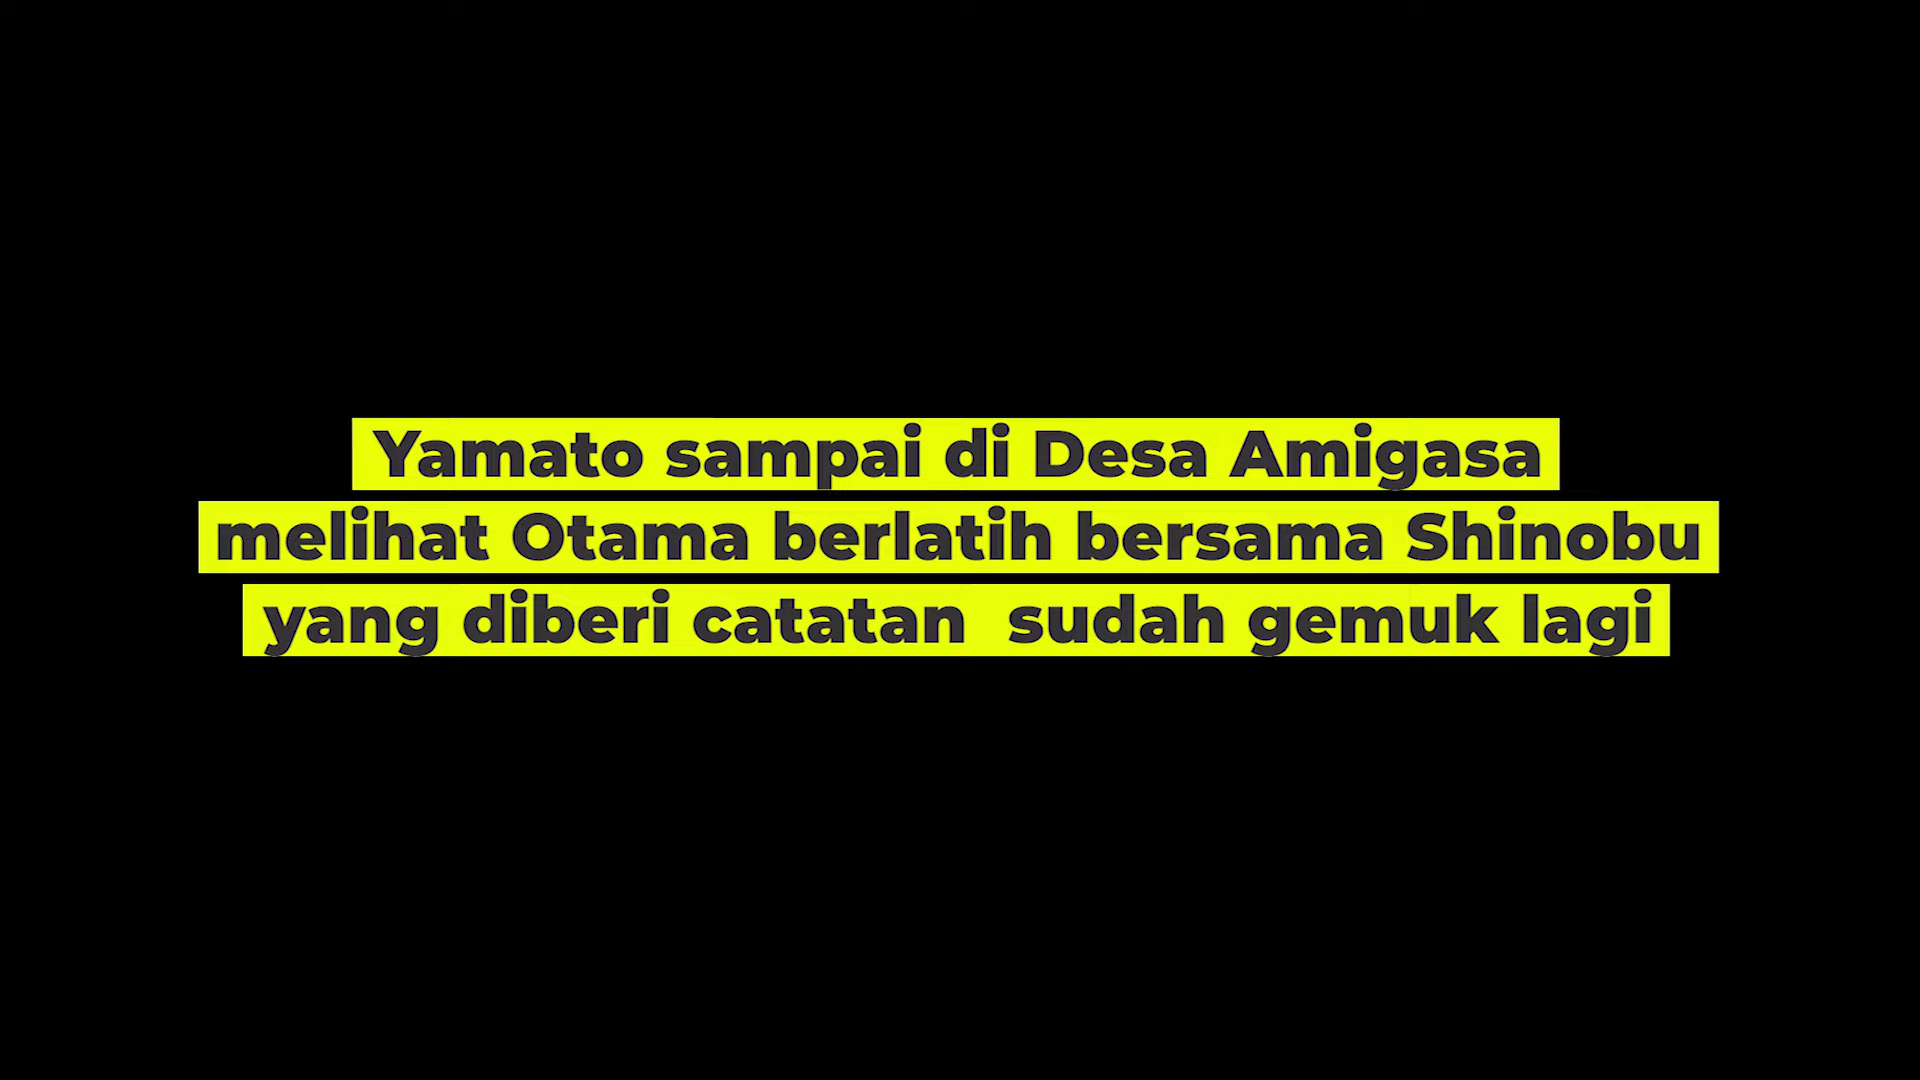 Yamato sampai di Desa Amigasa
melihat Otama berlatih bersama Shinobu
yang diberi catatan  sudah gemuk lagi